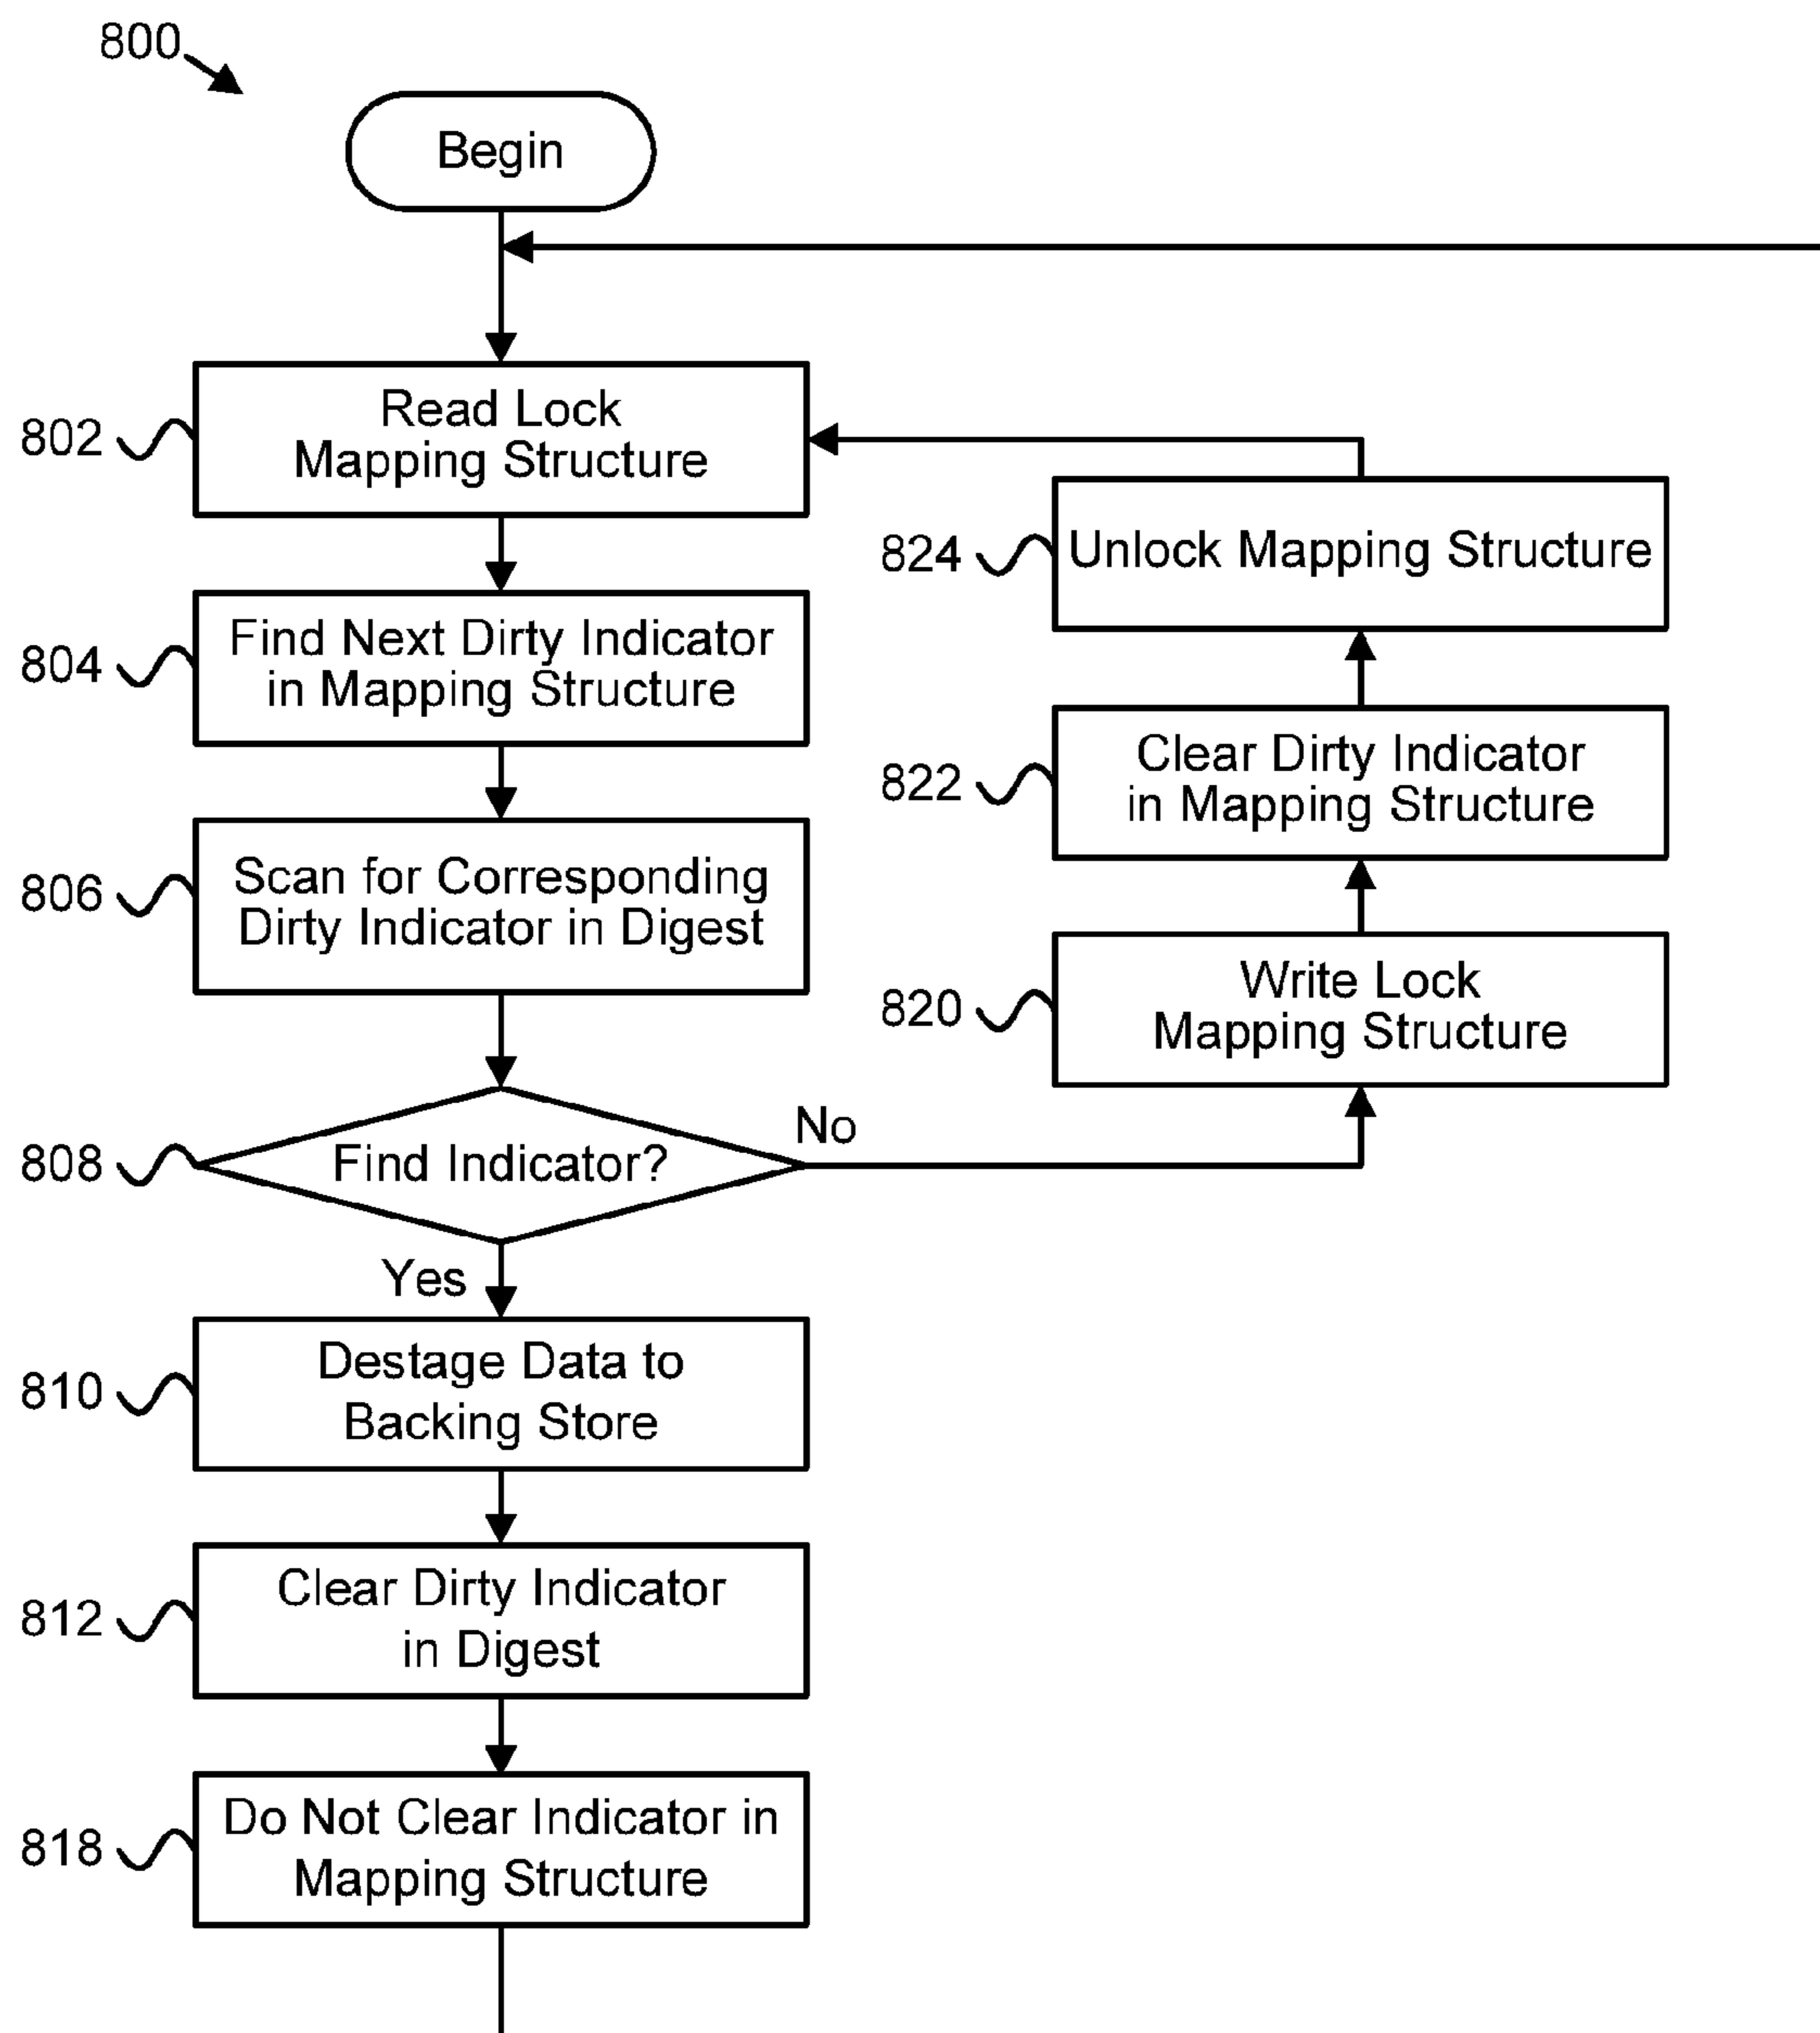 800
Begin
802
Read Lock
Mapping Structure
804
Find Next Dirty Indicator
in Mapping Structure
806
Scan for Corresponding
Dirty Indicator in Digest
808
Find Indicator?
No
Yes
810
Destage Data to
Backing Store
812
Clear Dirty Indicator
in Digest
818
Do Not Clear Indicator in
Mapping Structure
824
Unlock Mapping Structure
822
Clear Dirty Indicator
in Mapping Structure
820
Write Lock
Mapping Structure